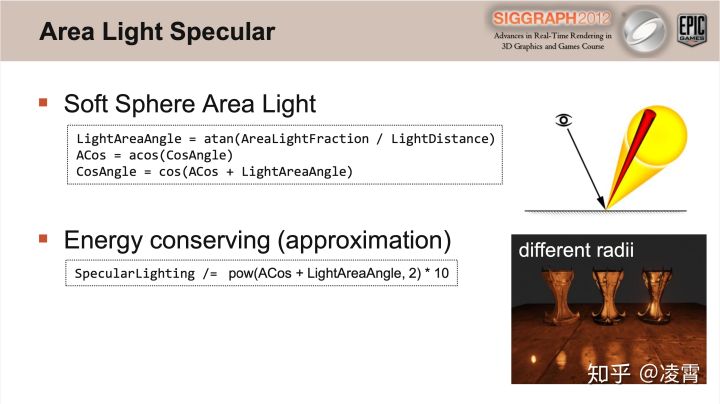 Area Light Specular
SIGGRAPH2012
Advances in Real-Time Rendering in
3D Graphics and Games Course
EPIC
GAMES
Soft Sphere Area Light
LightAreaAngle = atan(AreaLightFraction / LightDistance)
ACos = acos(CosAngle)
CosAngle = cos(ACos + LightAreaAngle)
Energy conserving (approximation)
SpecularLighting /= pow(ACos + LightAreaAngle, 2) * 10
different radii
知乎 @凌霄